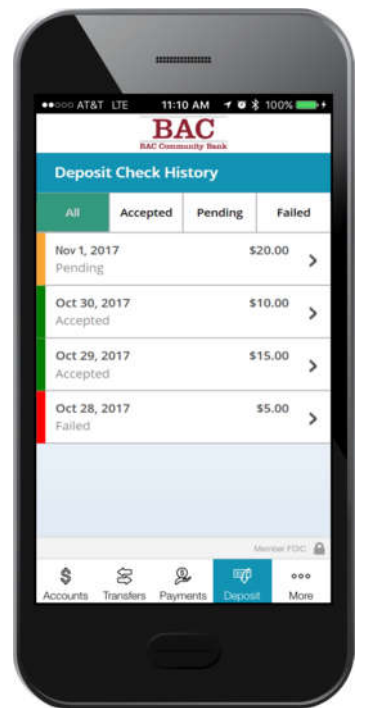 ●●○○○ AT&T LTE 11:10 AM 100%
BAC
BAC Community Bank
Deposit Check History
All Accepted Pending Failed
Nov 1, 2017 $20.00
Pending
Oct 30, 2017 $10.00
Accepted
Oct 29, 2017 $15.00
Accepted
Oct 28, 2017 $5.00
Failed
Member FDIC
Accounts Transfers Payments Deposit More